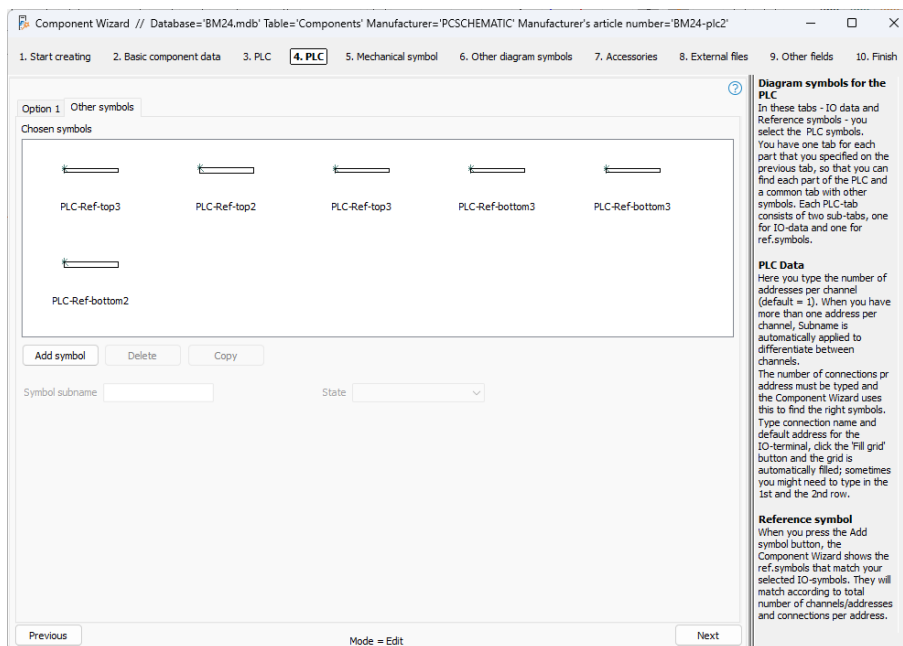 Component Wizard // Database='BM24.mdb' Table='Components' Manufacturer='PCSCHEMATIC' Manufacturer's article number='BM24-plc2'
1. Start creating 2. Basic component data 3. PLC 4. PLC 5. Mechanical symbol 6. Other diagram symbols 7. Accessories 8. External files 9. Other fields 10. Finish
Option 1 Other symbols
Chosen symbols
PLC-Ref-top3 PLC-Ref-top2 PLC-Ref-top3 PLC-Ref-bottom3 PLC-Ref-bottom3
PLC-Ref-bottom2
Add symbol Delete Copy
Symbol subname State
Previous Mode = Edit Next
?
Diagram symbols for the
PLC
In these tabs - IO data and
Reference symbols - you
select the PLC symbols.
You have one tab for each
part that you specified on the
previous tab, so that you can
find each part of the PLC and
a common tab with other
symbols. Each PLC-tab
consists of two sub-tabs, one
for IO-data and one for
ref.symbols.
PLC Data
Here you type the number of
addresses per channel
(default = 1). When you have
more than one address per
channel, Subname is
automatically applied to
differentiate between
channels.
The number of connections pr
address must be typed and
the Component Wizard uses
this to find the right symbols.
Type connection name and
default address for the
IO-terminal, click the 'Fill grid'
button and the grid is
automatically filled; sometimes
you might need to type in the
1st and the 2nd row.
Reference symbol
When you press the Add
symbol button, the
Component Wizard shows the
ref.symbols that match your
selected IO-symbols. They will
match according to total
number of channels/addresses
and connections per address.